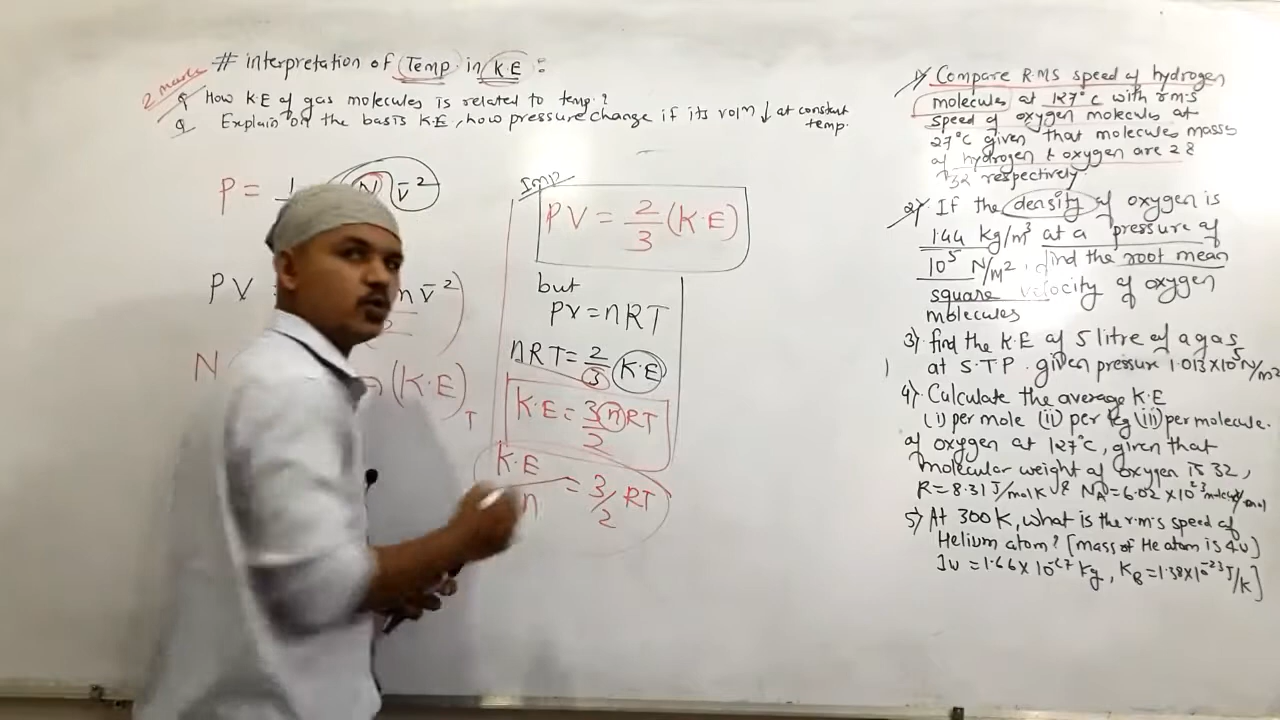 # interpretation of Temp in K.E :
2 marks
Q How K.E of gas molecules is related to temp ?
Q Explain on the basis K.E, how pressure change if its volm ↓ at constant
temp.
P = 1 N v̄²
PV v̄²
N (K.E)T
Imp
PV = 2/3 (K.E)
but
PV = nRT
nRT = 2/3 K.E
K.E = 3nRT/2
K.E/n = 3/2 RT
1) Compare R.M.S speed of hydrogen
molecules at 127°c with r.m.s
speed of oxygen molecules at
27°c given that molecules masses
of hydrogen & oxygen are 2 &
32 respectively
2) If the density of oxygen is
1.44 kg/m³ at a pressure of
10⁵ N/m², find the root mean
square velocity of oxygen
molecules
3) find the K.E of 5 litre of a gas
at S.T.P. given pressure 1.013×10⁵N/m²
4) Calculate the average K.E
(i) per mole (ii) per kg (iii) per molecule.
of oxygen at 127°c, given that
molecular weight of oxygen is 32,
R=8.31 J/molK & NA=6.02×10²³
5) At 300K, what is the r.m.s speed of
Helium atom? [mass of He atom is 4u]
1u = 1.66×10 kg, KB=1.38×10⁻²³J/K]